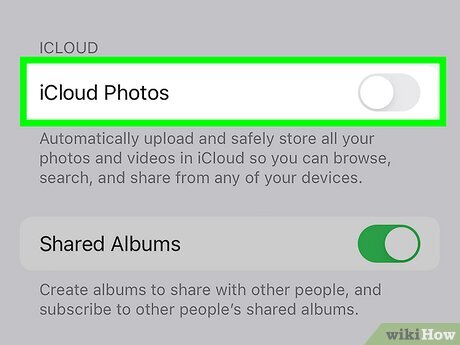 ICLOUD
iCloud Photos
Automatically upload and safely store all your
photos and videos in iCloud so you can browse,
search, and share from any of your devices.
Shared Albums
Create albums to share with other people, and
subscribe to other people's shared albums.
wikiHow